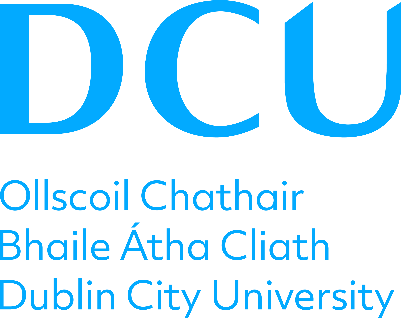 DCU
Ollscoil Chathair
Bhaile Átha Cliath
Dublin City University